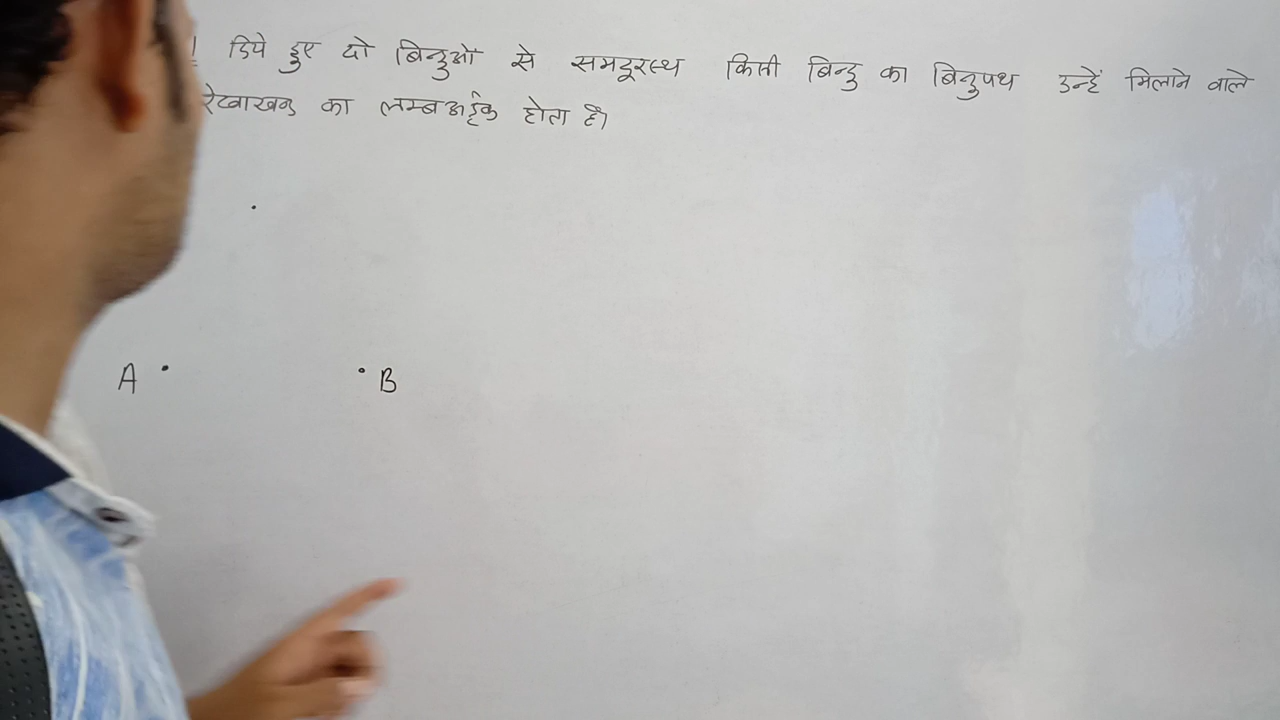 दिये हुए दो बिन्दुओं से समदूरस्थ किसी बिन्दु का बिन्दुपथ उन्हें मिलाने वाले
रेखाखण्ड का लम्बअर्द्धक होता है।
A B